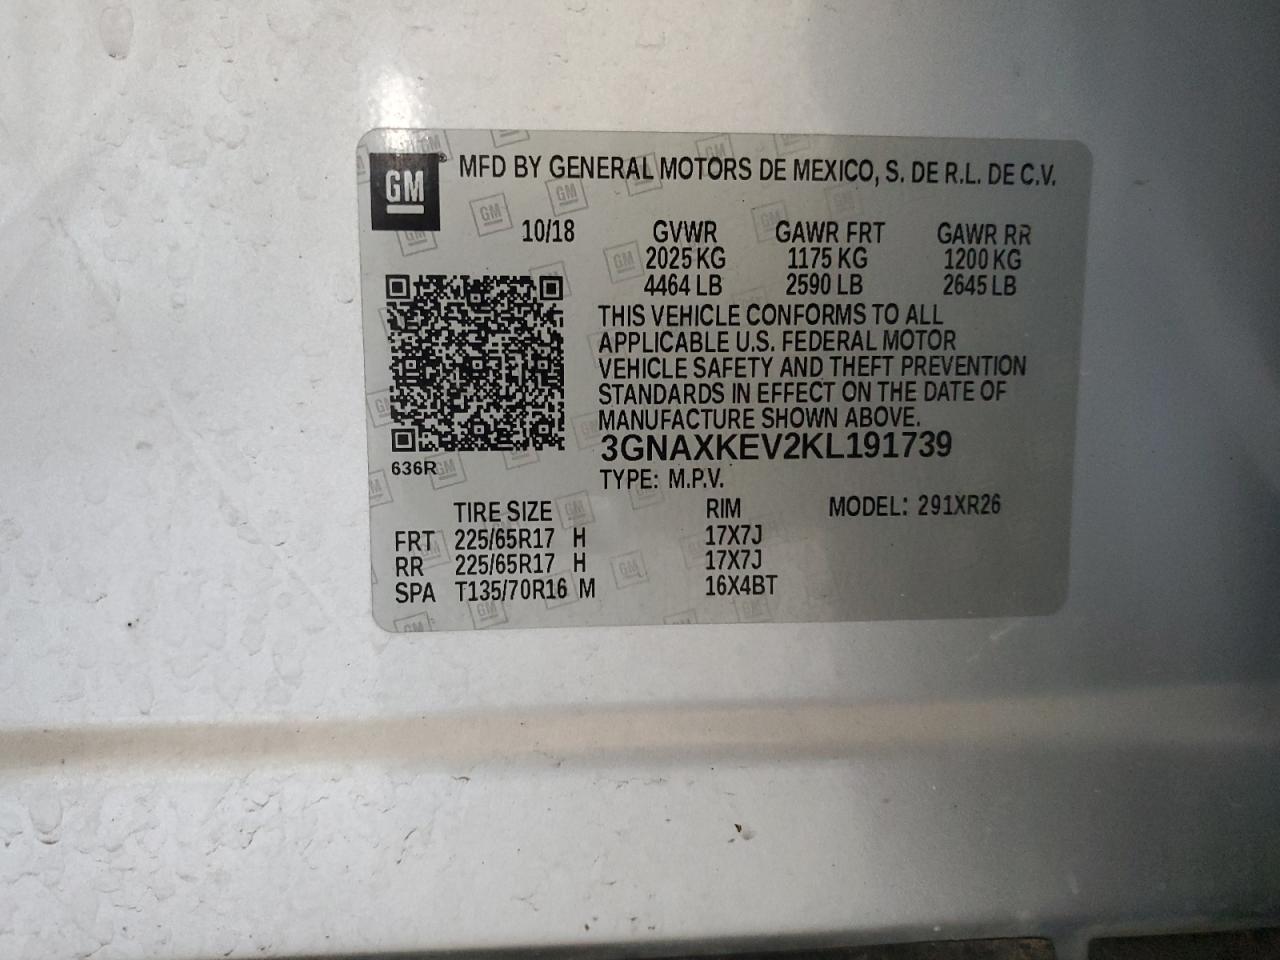 GM ® MFD BY GENERAL MOTORS DE MEXICO, S. DE R.L. DE C.V.
10/18 GVWR GAWR FRT GAWR RR
2025 KG 1175 KG 1200 KG
4464 LB 2590 LB 2645 LB
THIS VEHICLE CONFORMS TO ALL
APPLICABLE U.S. FEDERAL MOTOR
VEHICLE SAFETY AND THEFT PREVENTION
STANDARDS IN EFFECT ON THE DATE OF
MANUFACTURE SHOWN ABOVE.
3GNAXKEV2KL191739
636R
TYPE: M.P.V.
TIRE SIZE RIM MODEL: 291XR26
FRT 225/65R17 H 17X7J
RR 225/65R17 H 17X7J
SPA T135/70R16 M 16X4BT